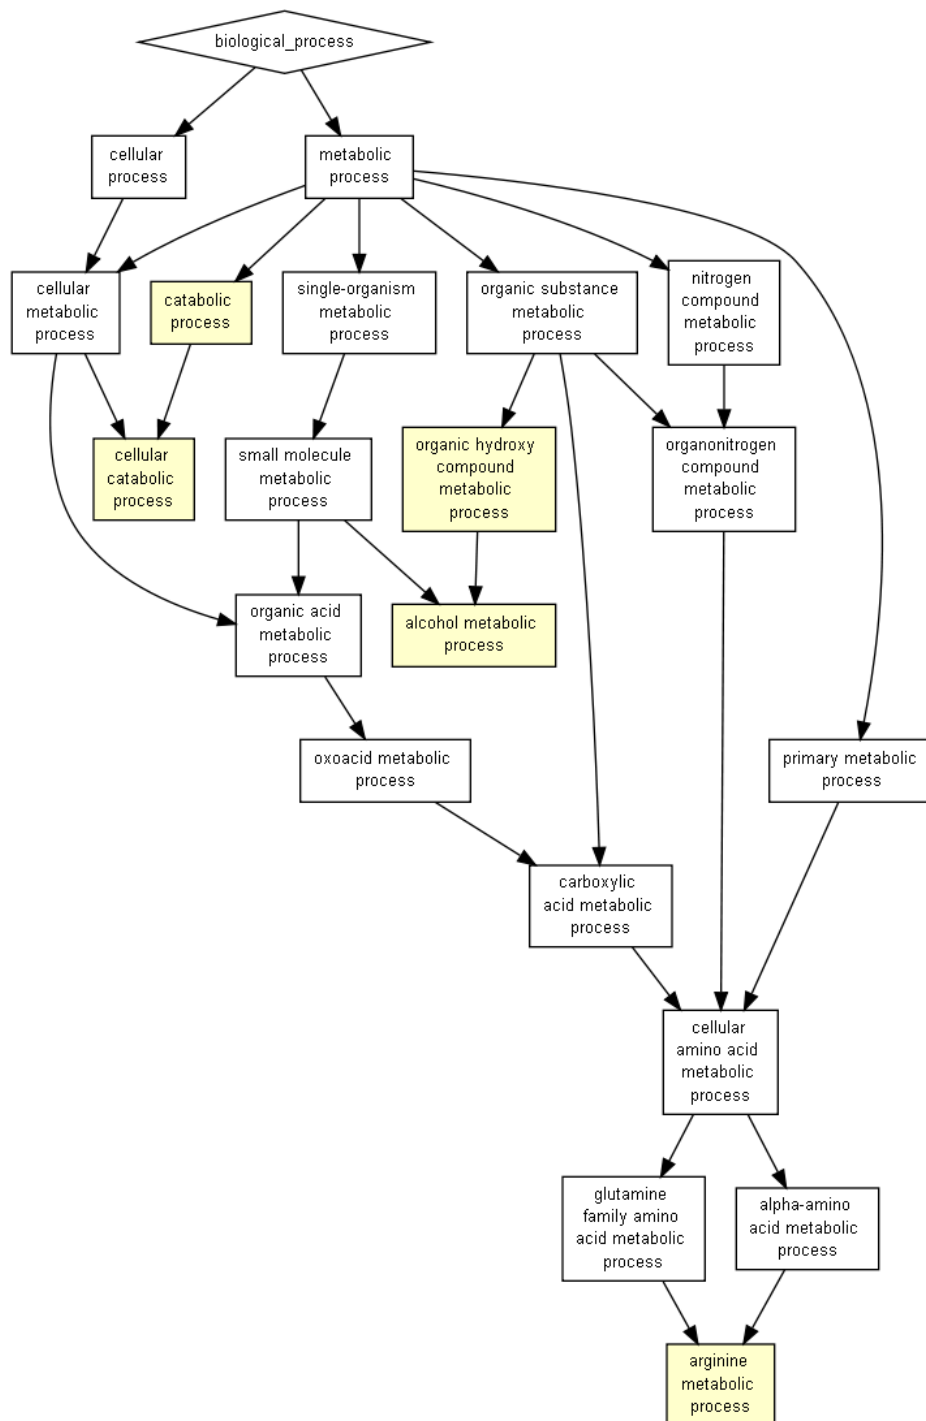 biological_process
cellular
process
metabolic
process
cellular
metabolic
process
catabolic
process
single-organism
metabolic
process
organic substance
metabolic
process
nitrogen
compound
metabolic
process
cellular
catabolic
process
small molecule
metabolic
process
organic hydroxy
compound
metabolic
process
organonitrogen
compound
metabolic
process
organic acid
metabolic
process
alcohol metabolic
process
oxoacid metabolic
process
primary metabolic
process
carboxylic
acid metabolic
process
cellular
amino acid
metabolic
process
glutamine
family amino
acid metabolic
process
alpha-amino
acid metabolic
process
arginine
metabolic
process